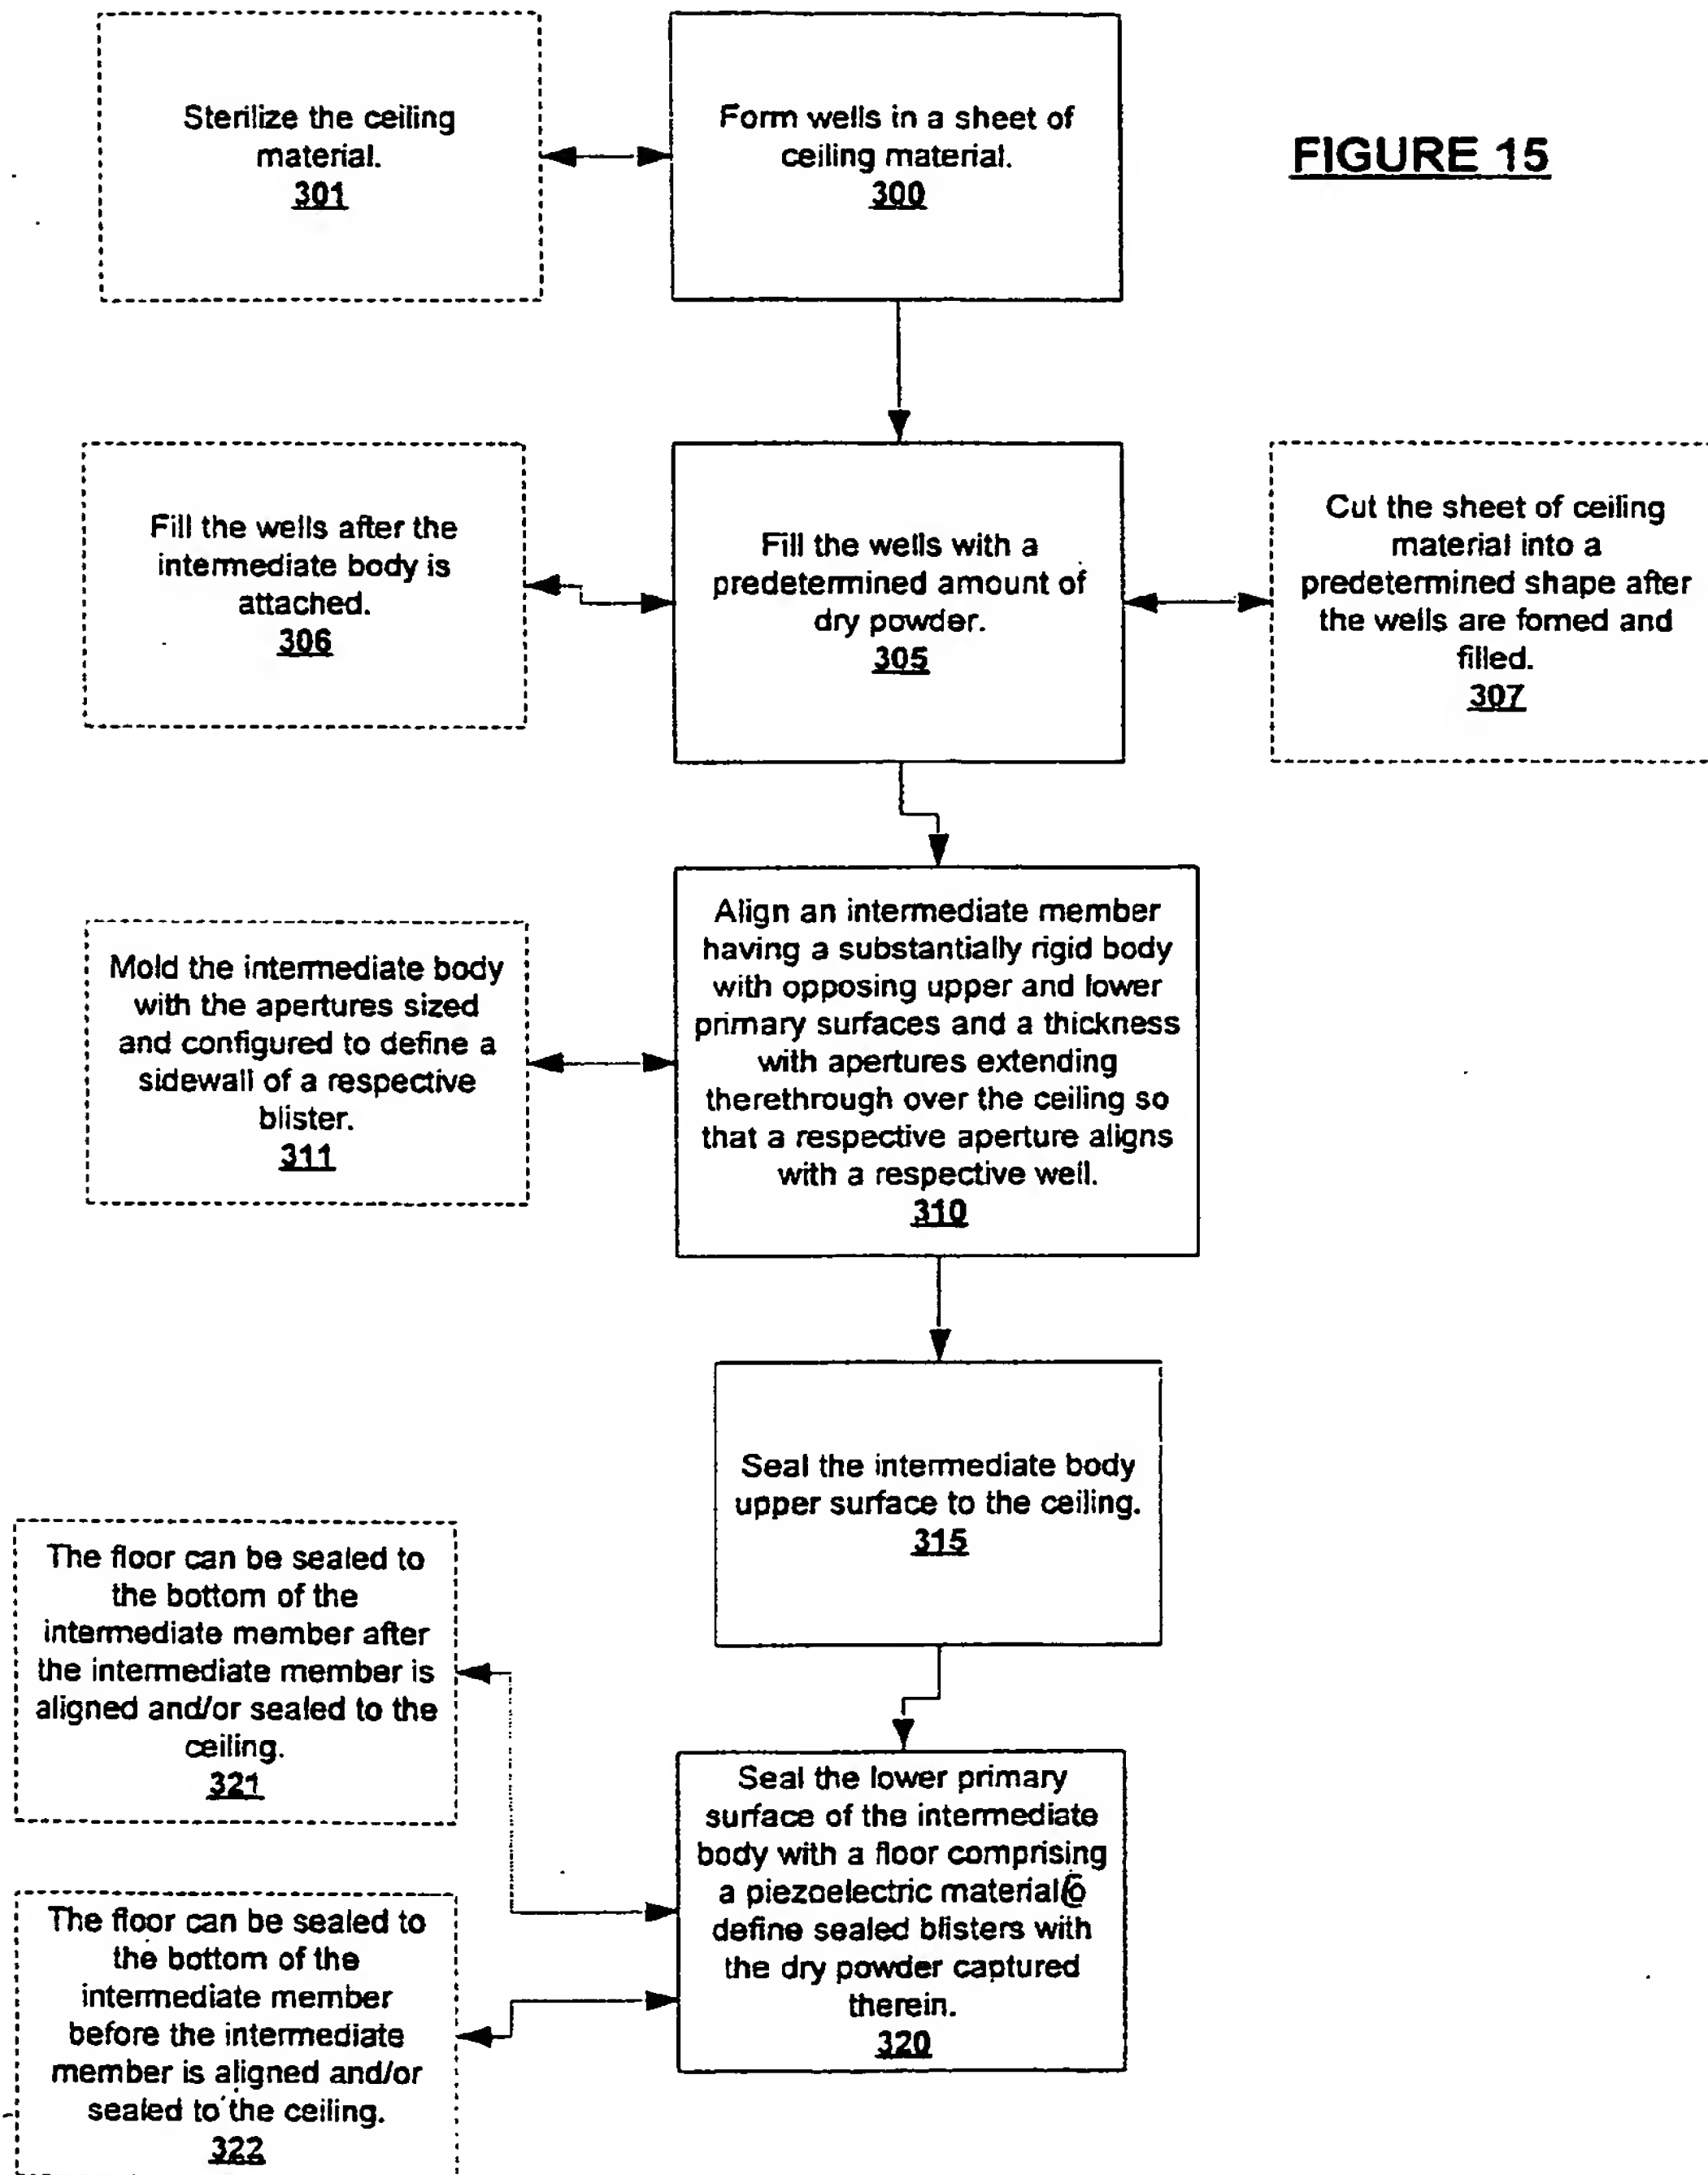 Sterilize the ceiling
material.
301
Form wells in a sheet of
ceiling material.
300
FIGURE 15
Fill the wells after the
intermediate body is
attached.
306
Fill the wells with a
predetermined amount of
dry powder.
305
Cut the sheet of ceiling
material into a
predetermined shape after
the wells are fomed and
filled.
307
Mold the intermediate body
with the apertures sized
and configured to define a
sidewall of a respective
blister.
311
Align an intermediate member
having a substantially rigid body
with opposing upper and lower
primary surfaces and a thickness
with apertures extending
therethrough over the ceiling so
that a respective aperture aligns
with a respective well.
310
Seal the intermediate body
upper surface to the ceiling.
315
The floor can be sealed to
the bottom of the
intermediate member after
the intermediate member is
aligned and/or sealed to the
ceiling.
321
Seal the lower primary
surface of the intermediate
body with a floor comprising
a piezoelectric material
define sealed blisters with
the dry powder captured
therein.
320
The floor can be sealed to
the bottom of the
intermediate member
before the intermediate
member is aligned and/or
sealed to the ceiling.
322